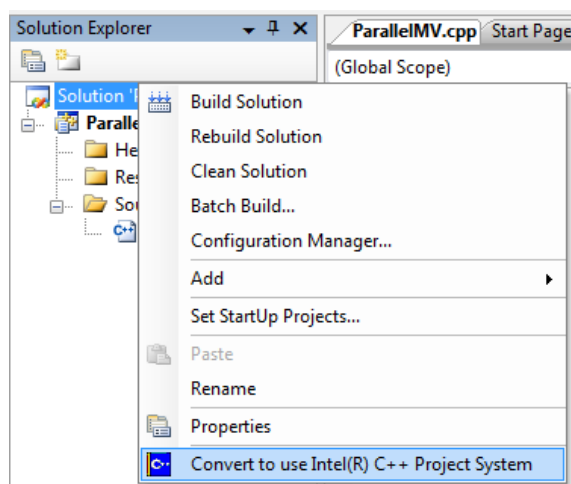 Solution Explorer
ParallelMV.cpp Start Page
(Global Scope)
Solution
Build Solution
Rebuild Solution
Clean Solution
Batch Build...
Configuration Manager...
Add
Set StartUp Projects...
Paste
Rename
Properties
C++
Convert to use Intel(R) C++ Project System